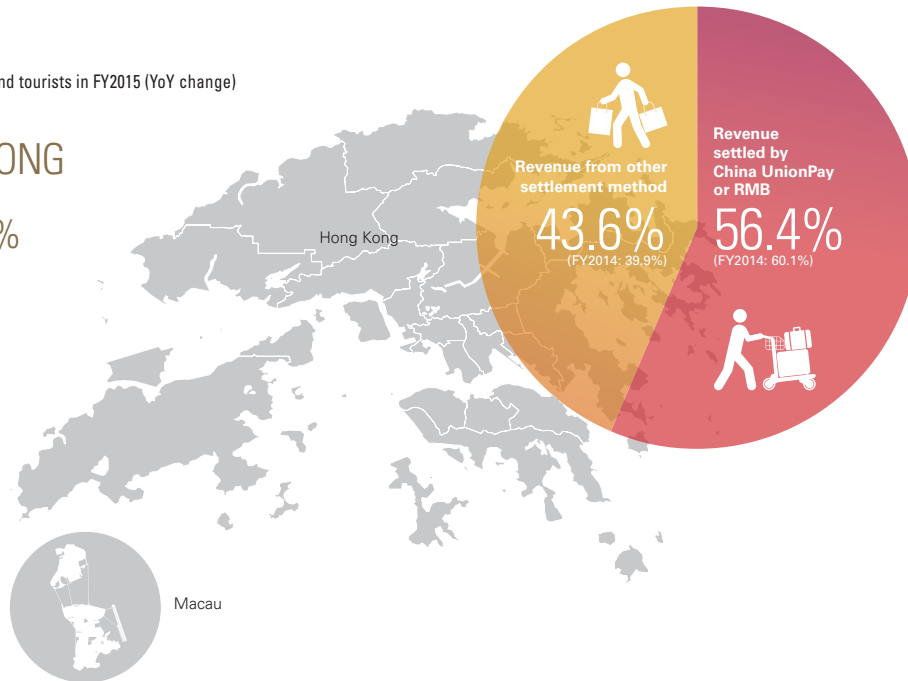 nd tourists in FY2015 (YoY change)
ONG
%
Hong Kong
Revenue from other
settlement method
43.6%
(FY2014: 39.9%)
Revenue
settled by
China UnionPay
or RMB
56.4%
(FY2014: 60.1%)
Macau